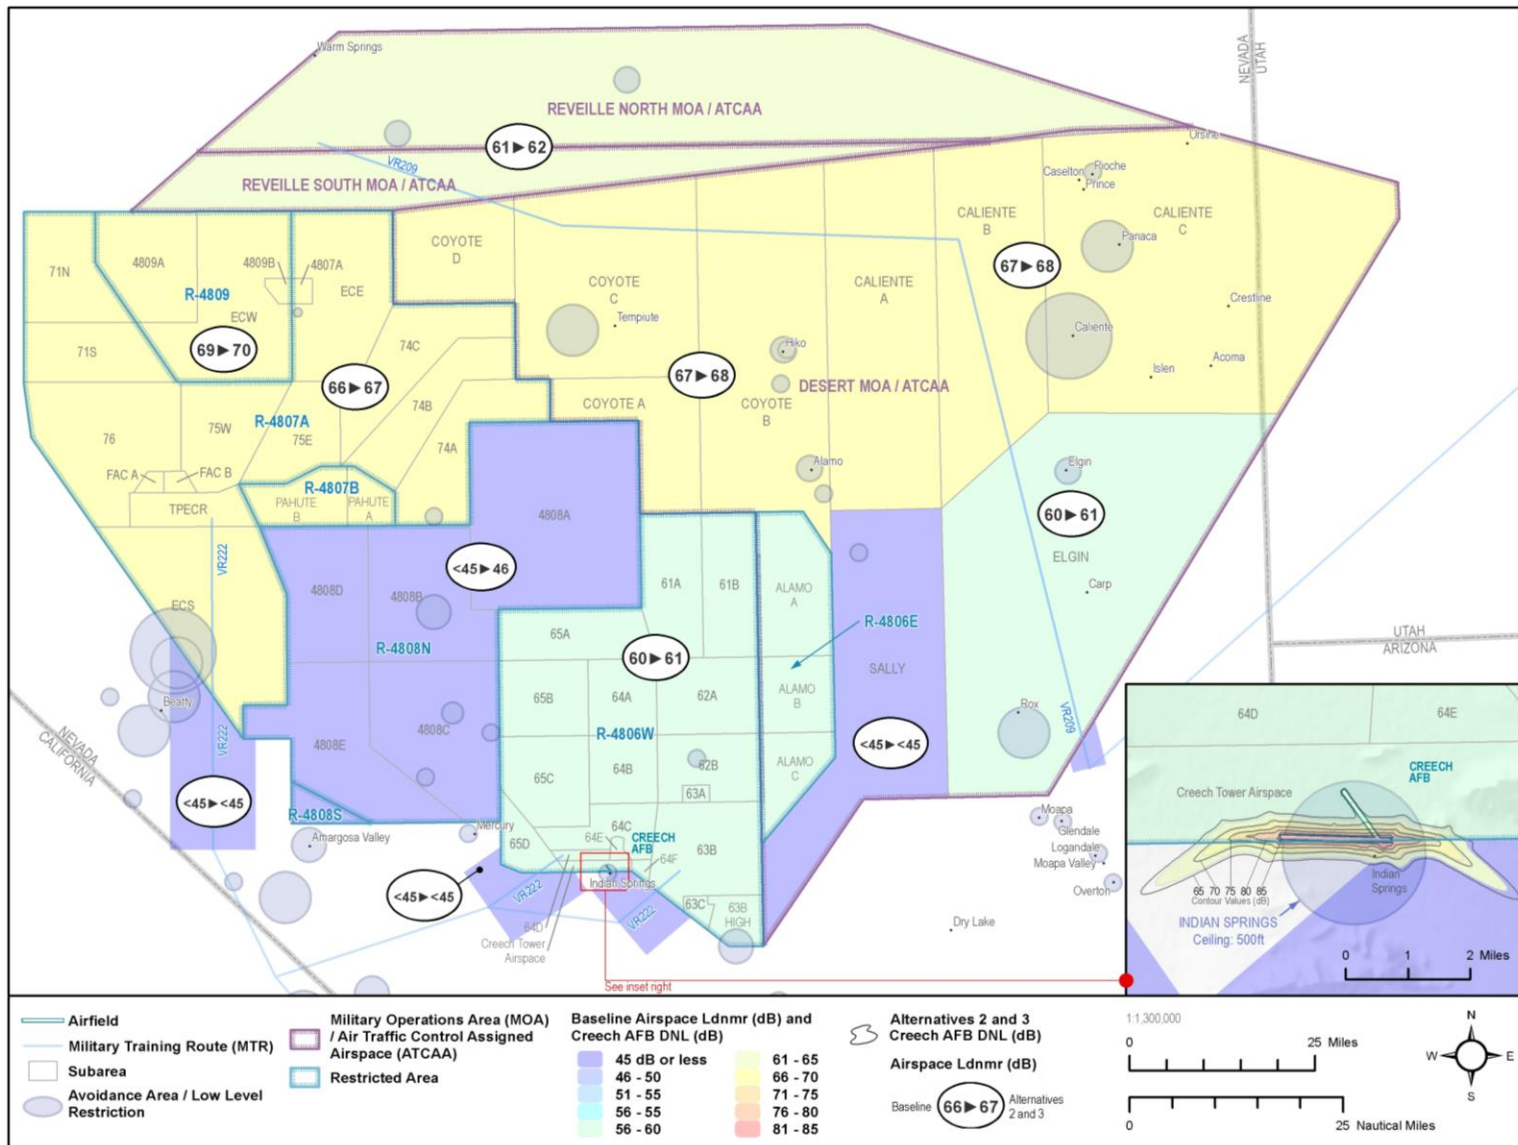 Warm Springs
REVEILLE NORTH MOA / ATCAA
NEVADA
UTAH
61►62
VR209
REVEILLE SOUTH MOA / ATCAA
Ursine
Caselton
Pioche
Prince
71N
4809A
4809B
4807A
ECE
R-4809
ECW
COYOTE
D
COYOTE
C
Tempiute
CALIENTE
A
CALIENTE
B
CALIENTE
C
Panaca
67►68
Crestline
Caliente
Acoma
Islen
71S
69►70
66►67
74C
Hiko
67►68
DESERT MOA / ATCAA
COYOTE A
COYOTE
B
74B
74A
R-4807A
76
75W
75E
FAC A
FAC B
TPECR
R-4807B
PAHUTE
B
PAHUTE
A
Alamo
Elgin
60►61
ELGIN
Carp
4808A
<45►46
VR222
ECS
4808D
4808B
R-4808N
61A
61B
ALAMO
A
R-4806E
65A
60►61
SALLY
UTAH
ARIZONA
65B
64A
62A
ALAMO
B
R-4806W
Beatty
VR222
4808C
4808E
65C
64B
62B
63A
ALAMO
C
<45►<45
Rox
VR209
NEVADA
CALIFORNIA
<45►<45
R-4808S
Amargosa Valley
Mercury
65D
64E
64C
CREECH
AFB
64F
63B
Indian Springs
<45►<45
VR222
VR222
64D
Creech Tower
Airspace
63C
63B
HIGH
Moapa
Glendale
Logandale
Moapa Valley
Overton
Dry Lake
See inset right
64D
64E
CREECH
AFB
Creech Tower Airspace
65 70 75 80 85
Contour Values (dB)
Indian
Springs
INDIAN SPRINGS
Ceiling: 500ft
0 1 2 Miles
Airfield
Military Training Route (MTR)
Subarea
Avoidance Area / Low Level
Restriction
Military Operations Area (MOA)
/ Air Traffic Control Assigned
Airspace (ATCAA)
Restricted Area
Baseline Airspace Ldnmr (dB) and
Creech AFB DNL (dB)
45 dB or less
46 - 50
51 - 55
56 - 55
56 - 60
61 - 65
66 - 70
71 - 75
76 - 80
81 - 85
Alternatives 2 and 3
Creech AFB DNL (dB)
Airspace Ldnmr (dB)
Baseline 66►67 Alternatives
2 and 3
1:1,300,000
0 25 Miles
0 25 Nautical Miles
N
W E
S